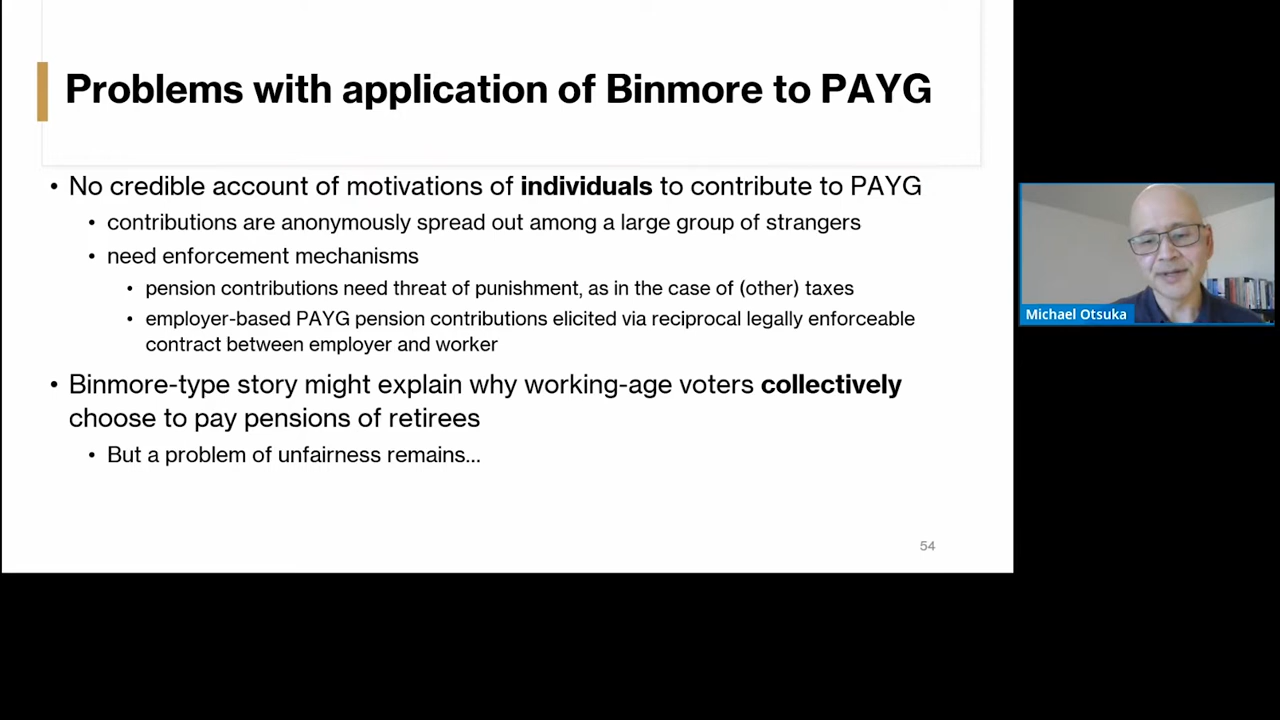 Problems with application of Binmore to PAYG
• No credible account of motivations of individuals to contribute to PAYG
• contributions are anonymously spread out among a large group of strangers
• need enforcement mechanisms
• pension contributions need threat of punishment, as in the case of (other) taxes
• employer-based PAYG pension contributions elicited via reciprocal legally enforceable
contract between employer and worker
• Binmore-type story might explain why working-age voters collectively
choose to pay pensions of retirees
• But a problem of unfairness remains...
54
Michael Otsuka